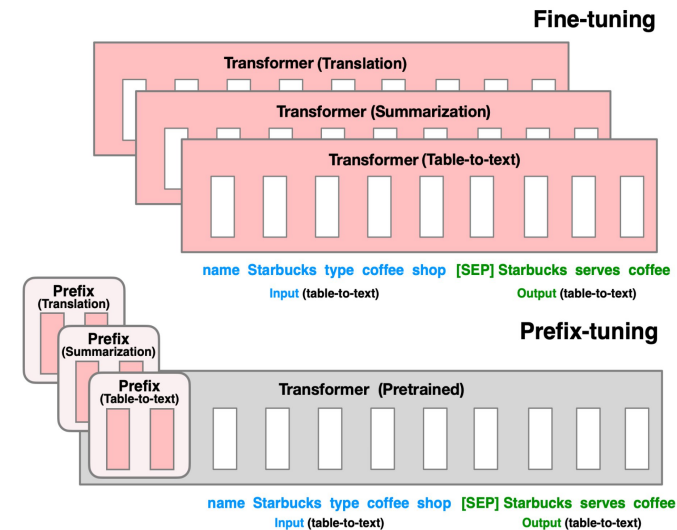 Fine-tuning
Transformer (Translation)
Transformer (Summarization)
Transformer (Table-to-text)
name Starbucks type coffee shop [SEP] Starbucks serves coffee
Input (table-to-text) Output (table-to-text)
Prefix
(Translation)
Prefix-tuning
Prefix
(Summarization)
Prefix
(Table-to-text)
Transformer (Pretrained)
name Starbucks type coffee shop [SEP] Starbucks serves coffee
Input (table-to-text) Output (table-to-text)